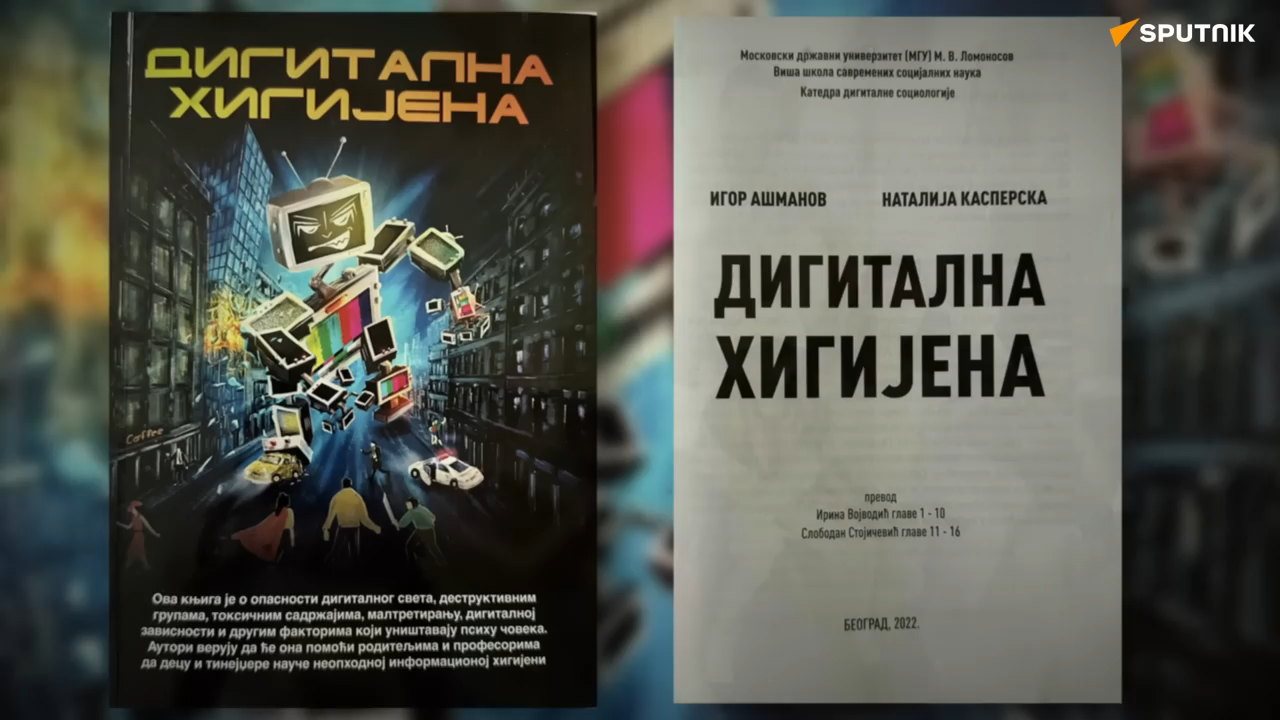 SPUTNIK
ДИГИТАЛНА
ХИГИЈЕНА
Coffee
Ова књига је о опасности дигиталног света, деструктивним
групама, токсичним садржајима, малтретирању, дигиталној
зависности и другим факторима који уништавају психу човека.
Аутори верују да ће она помоћи родитељима и професорима
да децу и тинејџере науче неопходној информационој хигијени
Московски државни универзитет (МГУ) М. В. Ломоносов
Виша школа савремених социјалних наука
Катедра дигиталне социологије
ИГОР АШМАНОВ НАТАЛИЈА КАСПЕРСКА
ДИГИТАЛНА
ХИГИЈЕНА
превод
Ирина Војводић главе 1 - 10
Слободан Стојичевић главе 11 - 16
БЕОГРАД, 2022.